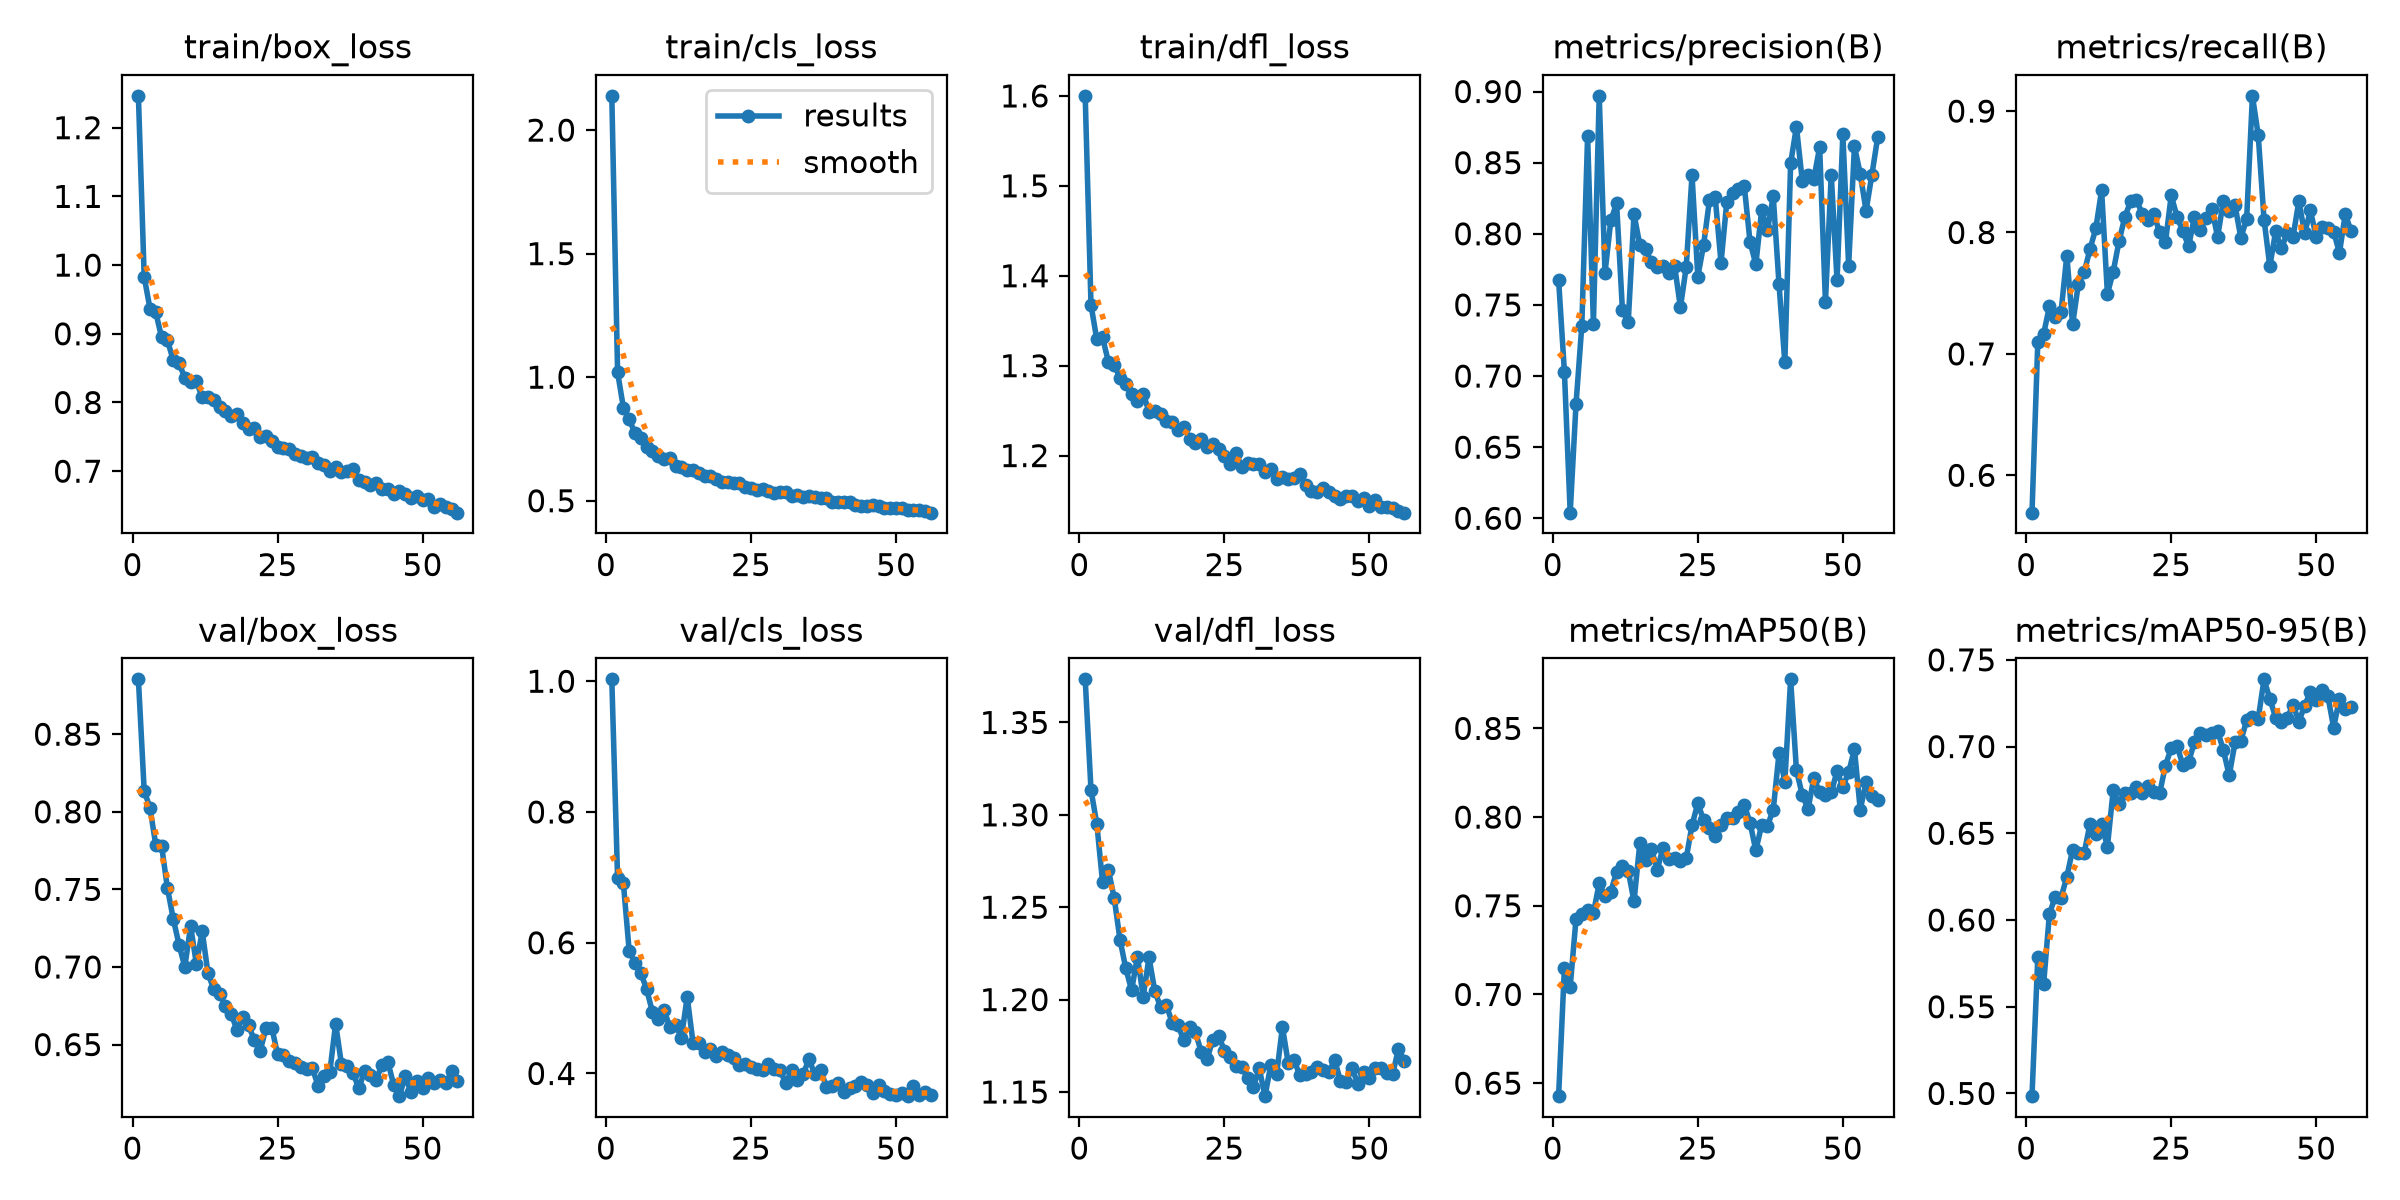 train/box_loss
train/cls_loss
train/dfl_loss
metrics/precision(B)
metrics/recall(B)
1.2
1.1
1.0
0.9
0.8
0.7
0 25 50
results
smooth
2.0
1.5
1.0
0.5
0 25 50
1.6
1.5
1.4
1.3
1.2
0 25 50
0.90
0.85
0.80
0.75
0.70
0.65
0.60
0 25 50
0.9
0.8
0.7
0.6
0 25 50
val/box_loss
val/cls_loss
val/dfl_loss
metrics/mAP50(B)
metrics/mAP50-95(B)
0.85
0.80
0.75
0.70
0.65
0 25 50
1.0
0.8
0.6
0.4
0 25 50
1.35
1.30
1.25
1.20
1.15
0 25 50
0.85
0.80
0.75
0.70
0.65
0 25 50
0.75
0.70
0.65
0.60
0.55
0.50
0 25 50